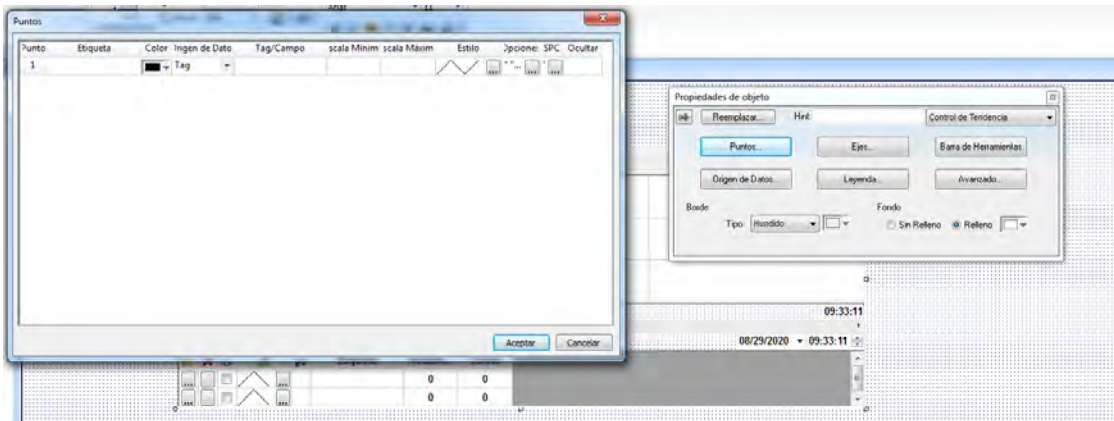 Puntos
Punto Etiqueta Color Irigen de Dato Tag/Campo scala Minim scala Máxim Estilo Opcione: SPC Ocultar
1 Tag
Aceptar Cancelar
Propiedades de objeto
Reemplazar... Hint: Control de Tendencia
Puntos... Ejes... Barra de Herramientas
Origen de Datos... Leyenda... Avanzado...
Borde Fondo
Tipo: Hundido Sin Relleno Relleno
09:33:11
08/29/2020 09:33:11
0 0
0 0